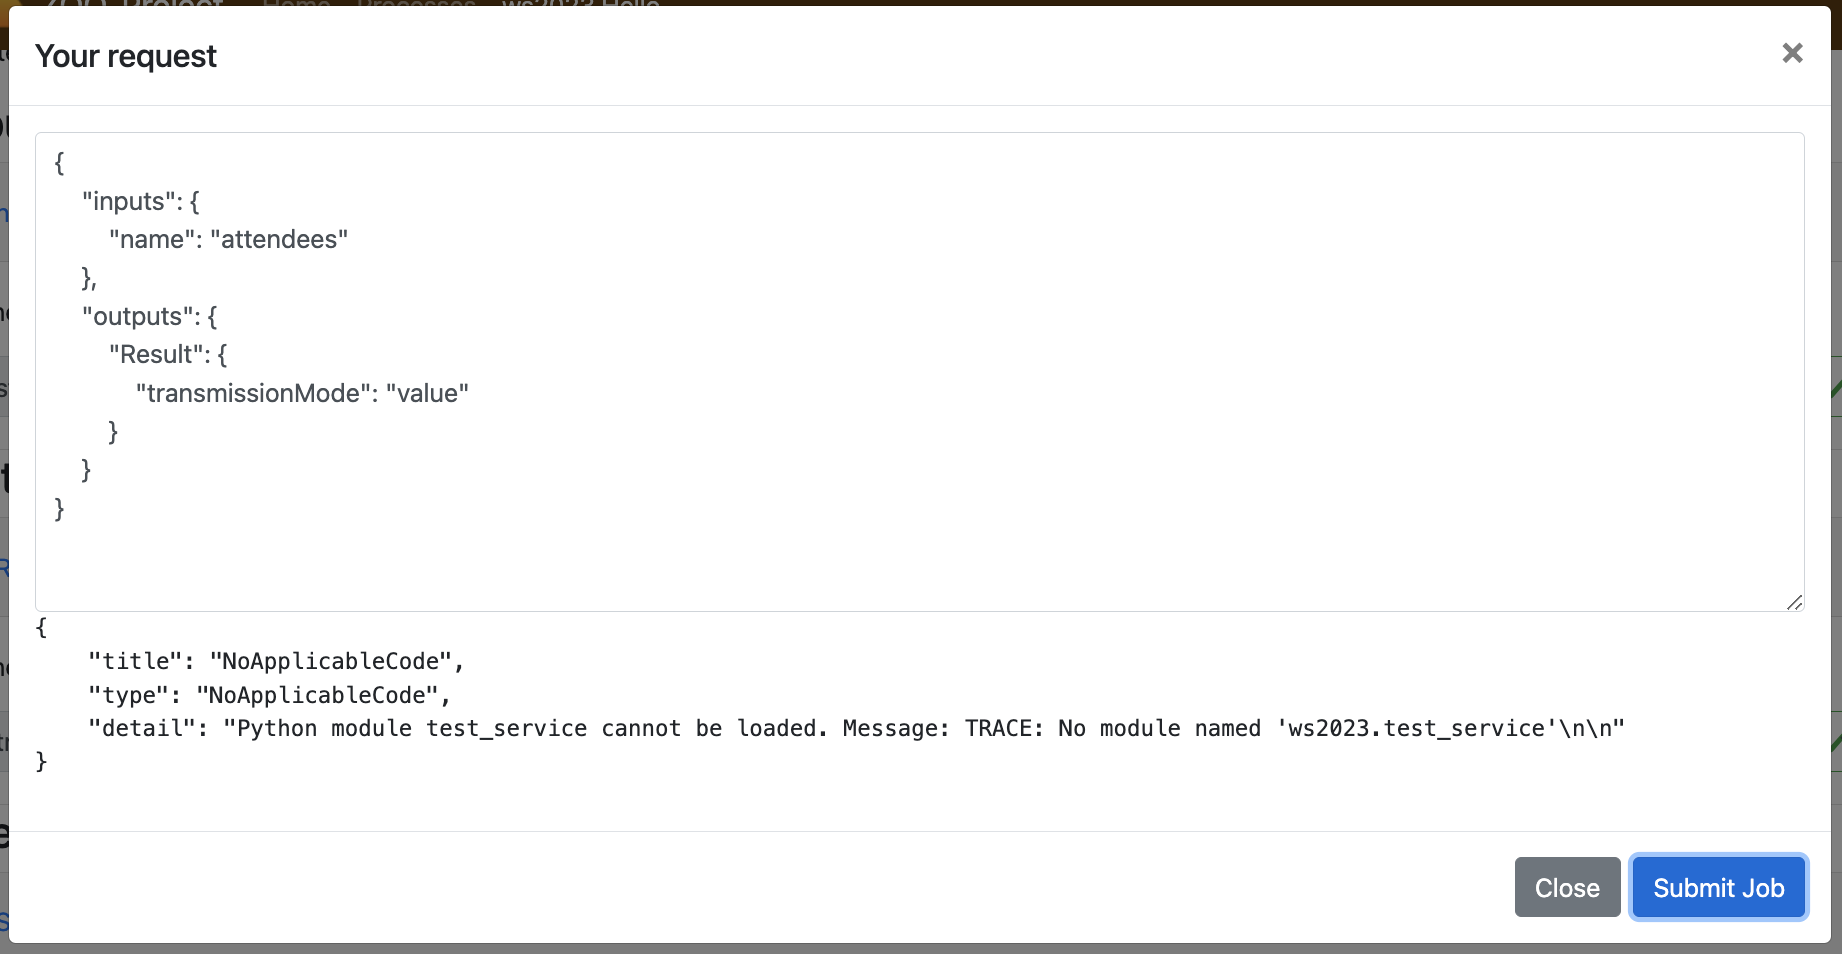 Your request
{
"inputs": {
"name": "attendees"
},
"outputs": {
"Result": {
"transmissionMode": "value"
}
}
}
{
"title": "NoApplicableCode",
"type": "NoApplicableCode",
"detail": "Python module test_service cannot be loaded. Message: TRACE: No module named 'ws2023.test_service'\n\n"
}
Close
Submit Job